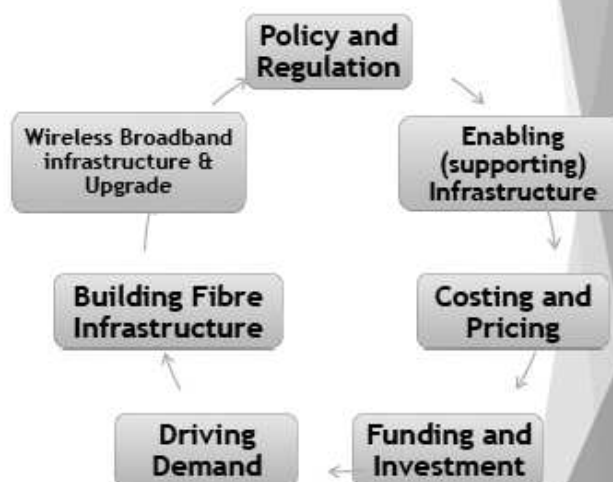 Policy and
Regulation
Enabling
(supporting)
Infrastructure
Costing and
Pricing
Funding and
Investment
Driving
Demand
Building Fibre
Infrastructure
Wireless Broadband
infrastructure &
Upgrade